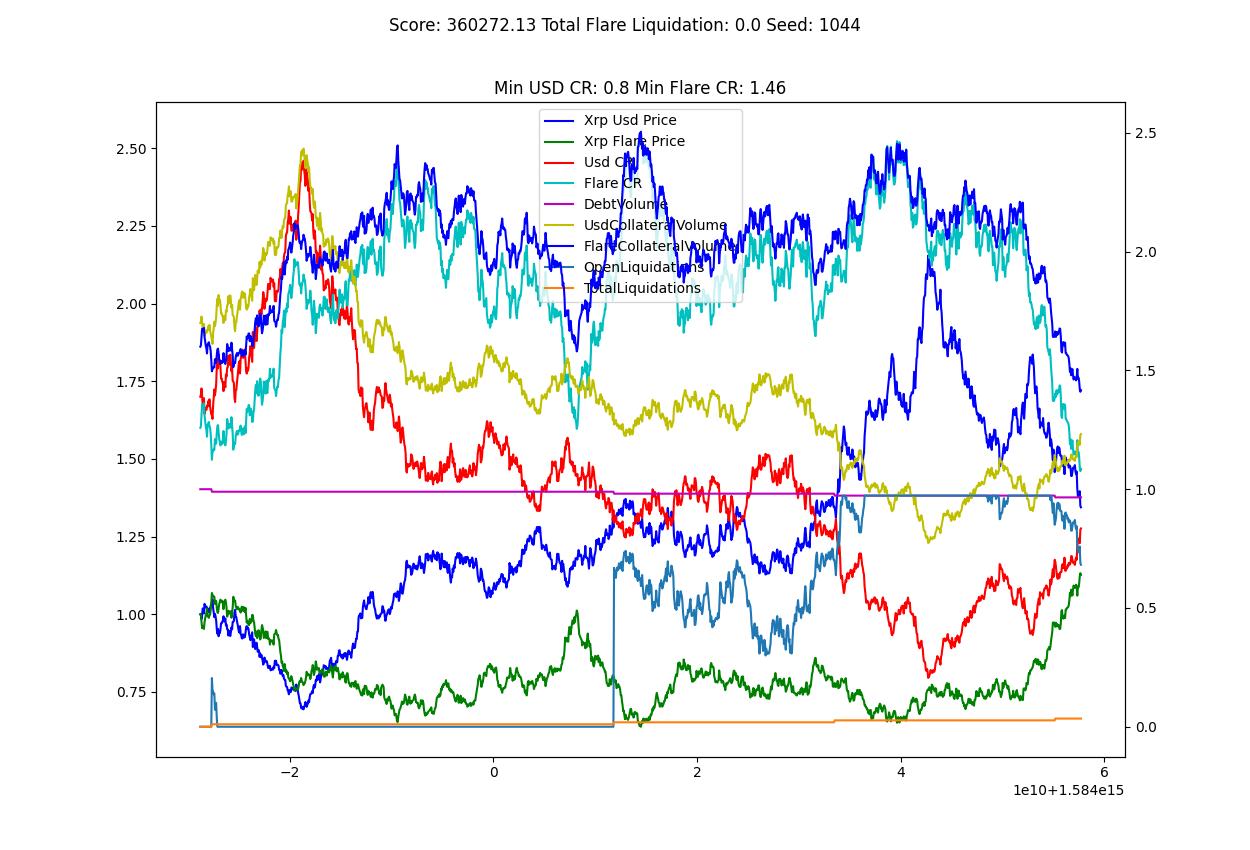 Score: 360272.13 Total Flare Liquidation: 0.0 Seed: 1044
Min USD CR: 0.8 Min Flare CR: 1.46
Xrp Usd Price
Xrp Flare Price
Usd CR
Flare CR
DebtVolume
UsdCollateralVolume
FlareCollateralVolume
OpenLiquidations
TotalLiquidations
2.50
2.25
2.00
1.75
1.50
1.25
1.00
0.75
2.5
2.0
1.5
1.0
0.5
0.0
−2 0 2 4 6
1e10+1.584e15